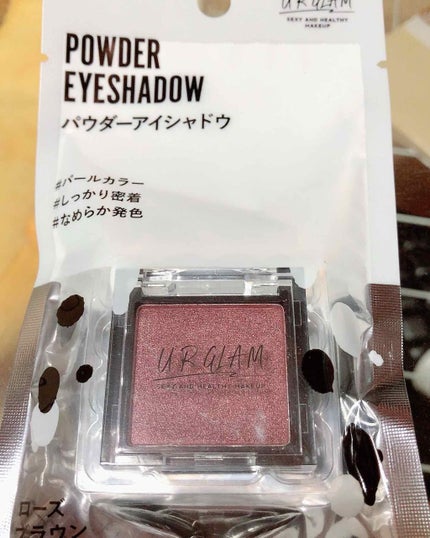 URGLAM
SEXY AND HEALTHY
MAKEUP
POWDER
EYESHADOW
パウダーアイシャドウ
#パールカラー
#しっかり密着
#なめらか発色
URGLAM
SEXY AND HEALTHY MAKEUP
ローズ
ブラウン